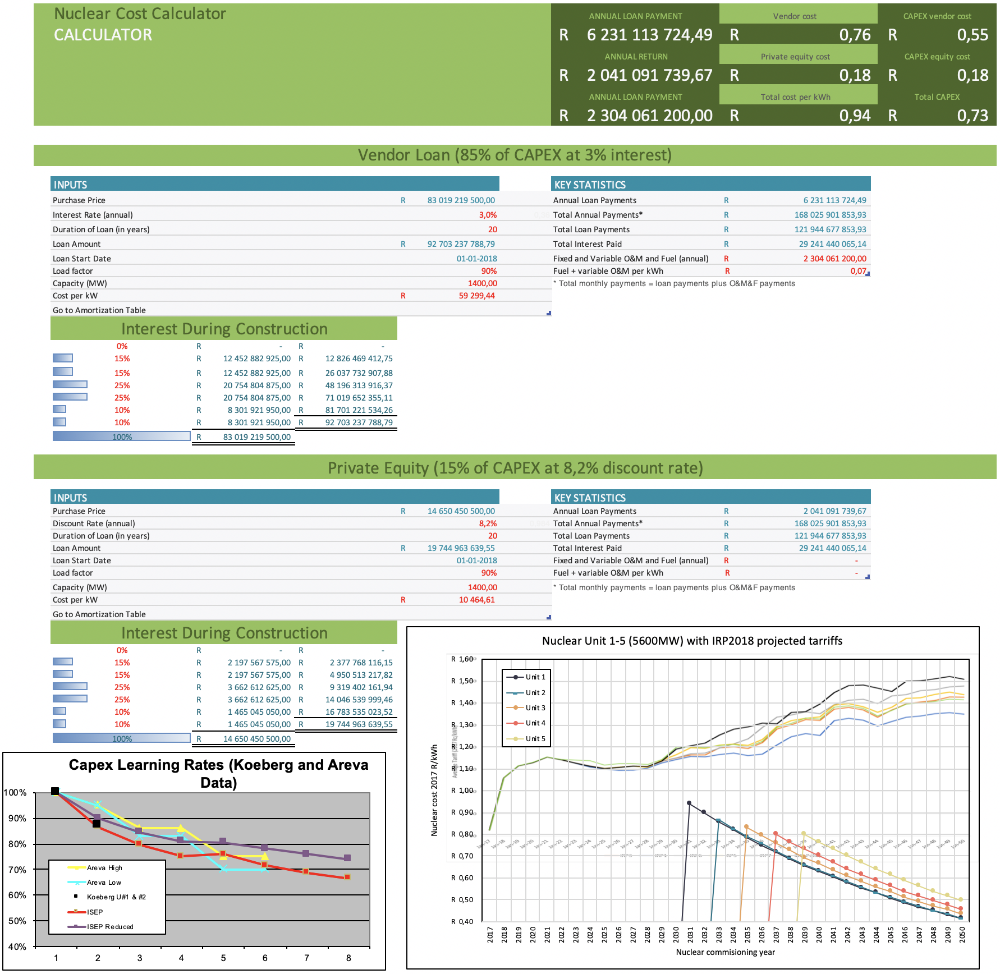 Nuclear Cost Calculator
CALCULATOR
ANNUAL LOAN PAYMENT Vendor cost CAPEX vendor cost
R 6 231 113 724,49 R 0,76 R 0,55
ANNUAL RETURN Private equity cost CAPEX equity cost
R 2 041 091 739,67 R 0,18 R 0,18
ANNUAL LOAN PAYMENT Total cost per kWh Total CAPEX
R 2 304 061 200,00 R 0,94 R 0,73
Vendor Loan (85% of CAPEX at 3% interest)
INPUTS
Purchase Price R 83 019 219 500,00
Interest Rate (annual) 3,0%
Duration of Loan (in years) 20
Loan Amount R 92 703 237 788,79
Loan Start Date 01-01-2018
Load factor 90%
Capacity (MW) 1400,00
Cost per kW R 59 299,44
Go to Amortization Table
KEY STATISTICS
Annual Loan Payments R 6 231 113 724,49
Total Annual Payments* R 168 025 901 853,93
Total Loan Payments R 121 944 677 853,93
Total Interest Paid R 29 241 440 065,14
Fixed and Variable O&M and Fuel (annual) R 2 304 061 200,00
Fuel + variable O&M per kWh R 0,07
* Total monthly payments = loan payments plus O&M&F payments
Interest During Construction
0% R - R -
15% R 12 452 882 925,00 R 12 826 469 412,75
15% R 12 452 882 925,00 R 26 037 732 907,88
25% R 20 754 804 875,00 R 48 196 313 916,37
25% R 20 754 804 875,00 R 71 019 652 355,11
10% R 8 301 921 950,00 R 81 701 221 534,26
10% R 8 301 921 950,00 R 92 703 237 788,79
100% R 83 019 219 500,00
Private Equity (15% of CAPEX at 8,2% discount rate)
INPUTS
Purchase Price R 14 650 450 500,00
Discount Rate (annual) 8,2%
Duration of Loan (in years) 20
Loan Amount R 19 744 963 639,55
Loan Start Date 01-01-2018
Load factor 90%
Capacity (MW) 1400,00
Cost per kW R 10 464,61
Go to Amortization Table
KEY STATISTICS
Annual Loan Payments R 2 041 091 739,67
Total Annual Payments* R 168 025 901 853,93
Total Loan Payments R 121 944 677 853,93
Total Interest Paid R 29 241 440 065,14
Fixed and Variable O&M and Fuel (annual) R -
Fuel + variable O&M per kWh R -
* Total monthly payments = loan payments plus O&M&F payments
Interest During Construction
0% R - R -
15% R 2 197 567 575,00 R 2 377 768 116,15
15% R 2 197 567 575,00 R 4 950 513 217,82
25% R 3 662 612 625,00 R 9 319 402 161,94
25% R 3 662 612 625,00 R 14 046 539 999,46
10% R 1 465 045 050,00 R 16 783 535 023,52
10% R 1 465 045 050,00 R 19 744 963 639,55
100% R 14 650 450 500,00
Capex Learning Rates (Koeberg and Areva
Data)
100%
90%
80%
70%
60%
50%
40%
Areva High
Areva Low
Koeberg U#1 & #2
ISEP
ISEP Reduced
1 2 3 4 5 6 7 8
Nuclear Unit 1-5 (5600MW) with IRP2018 projected tarriffs
Nuclear cost 2017 R/kWh
Average Tariff (2017 R/kWh)
R 1,60
R 1,50
R 1,40
R 1,30
R 1,20
R 1,10
R 1,00
R 0,90
R 0,80
R 0,70
R 0,60
R 0,50
R 0,40
Unit 1
Unit 2
Unit 3
Unit 4
Unit 5
2017 2018 2019 2020 2021 2022 2023 2024 2025 2026 2027 2028 2029 2030 2031 2032 2033 2034 2035 2036 2037 2038 2039 2040 2041 2042 2043 2044 2045 2046 2047 2048 2049 2050
Nuclear commisioning year